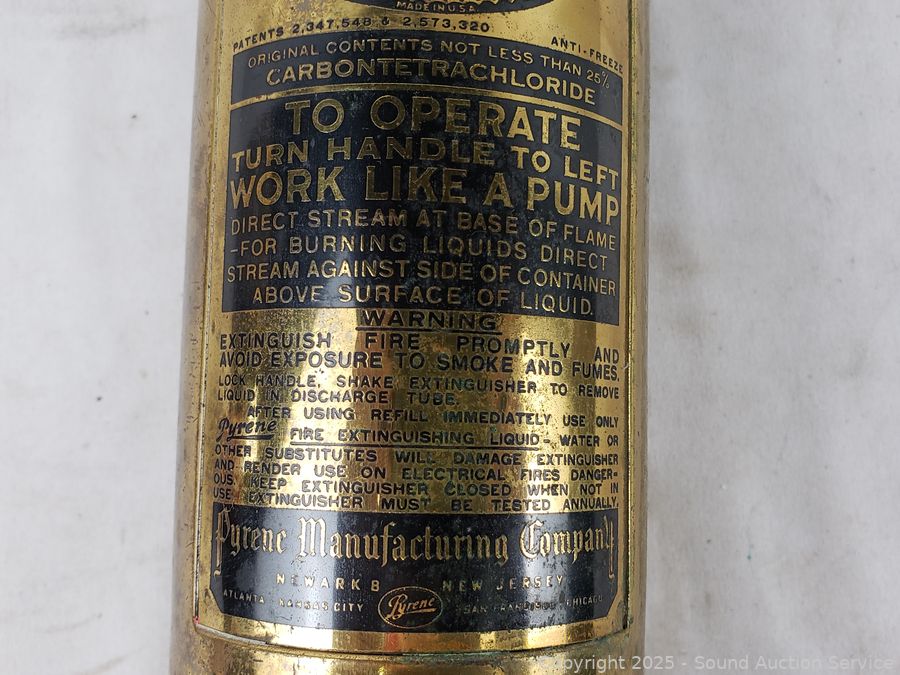 MADE IN U.S.A.
PATENTS 2,347,548 & 2,573,320 ANTI-FREEZE
ORIGINAL CONTENTS NOT LESS THAN 25%
CARBONTETRACHLORIDE
TO OPERATE
TURN HANDLE TO LEFT
WORK LIKE A PUMP
DIRECT STREAM AT BASE OF FLAME
-FOR BURNING LIQUIDS, DIRECT
STREAM AGAINST SIDE OF CONTAINER
ABOVE SURFACE OF LIQUID.
WARNING
EXTINGUISH FIRE PROMPTLY AND
AVOID EXPOSURE TO SMOKE AND FUMES.
LOCK HANDLE, SHAKE EXTINGUISHER TO REMOVE
LIQUID IN DISCHARGE TUBE.
AFTER USING REFILL IMMEDIATELY USE ONLY
Pyrene FIRE EXTINGUISHING LIQUID - WATER OR
OTHER SUBSTITUTES WILL DAMAGE EXTINGUISHER
AND RENDER USE ON ELECTRICAL FIRES DANGER-
OUS. KEEP EXTINGUISHER CLOSED WHEN NOT IN
USE. EXTINGUISHER MUST BE TESTED ANNUALLY.
Pyrene Manufacturing Company
NEWARK 8 NEW JERSEY
ATLANTA KANSAS CITY Pyrene SAN FRANCISCO CHICAGO
Copyright 2025 - Sound Auction Service